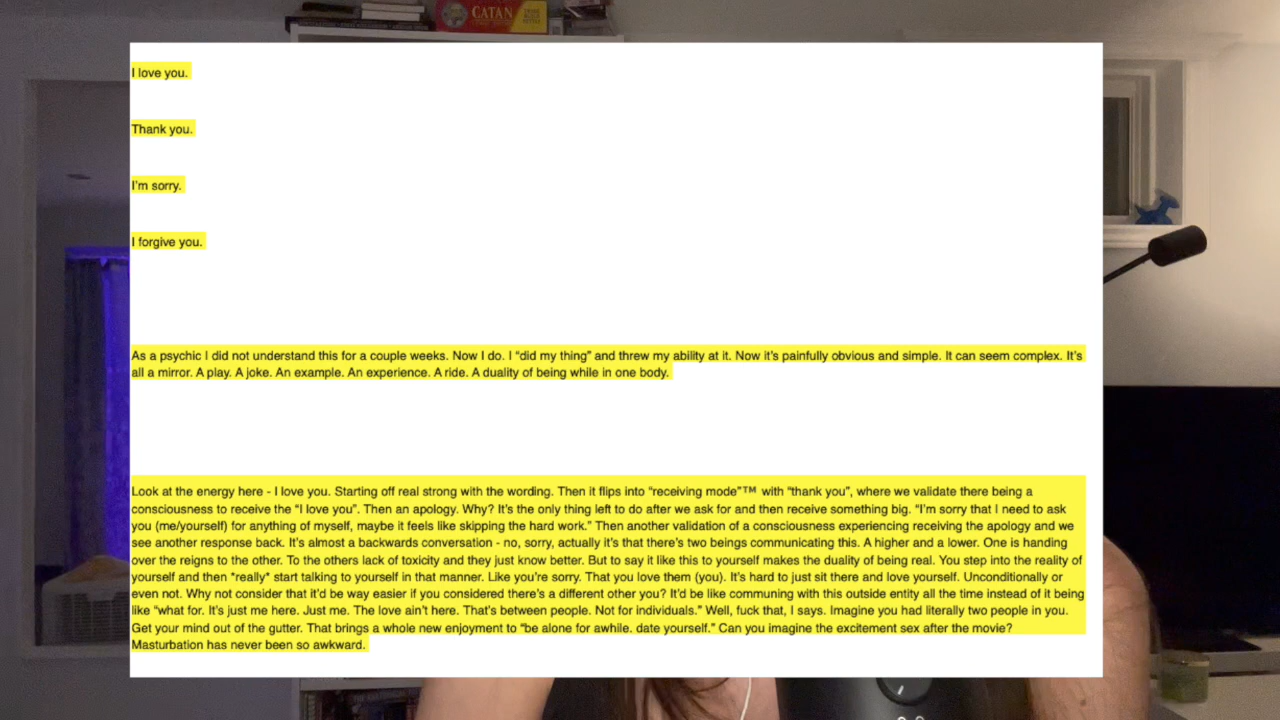 CATAN
I love you.
Thank you.
I'm sorry.
I forgive you.
As a psychic I did not understand this for a couple weeks. Now I do. I “did my thing” and threw my ability at it. Now it’s painfully obvious and simple. It can seem complex. It’s
all a mirror. A play. A joke. An example. An experience. A ride. A duality of being while in one body.
Look at the energy here - I love you. Starting off real strong with the wording. Then it flips into “receiving mode”™ with “thank you”, where we validate there being a
consciousness to receive the “I love you”. Then an apology. Why? It’s the only thing left to do after we ask for and then receive something big. “I’m sorry that I need to ask
you (me/yourself) for anything of myself, maybe it feels like skipping the hard work.” Then another validation of a consciousness experiencing receiving the apology and we
see another response back. It’s almost a backwards conversation - no, sorry, actually it’s that there’s two beings communicating this. A higher and a lower. One is handing
over the reigns to the other. To the others lack of toxicity and they just know better. But to say it like this to yourself makes the duality of being real. You step into the reality of
yourself and then *really* start talking to yourself in that manner. Like you’re sorry. That you love them (you). It’s hard to just sit there and love yourself. Unconditionally or
even not. Why not consider that it’d be way easier if you considered there’s a different other you? It’d be like communing with this outside entity all the time instead of it being
like “what for. It’s just me here. Just me. The love ain’t here. That’s between people. Not for individuals.” Well, fuck that, I says. Imagine you had literally two people in you.
Get your mind out of the gutter. That brings a whole new enjoyment to “be alone for awhile. date yourself.” Can you imagine the excitement sex after the movie?
Masturbation has never been so awkward.